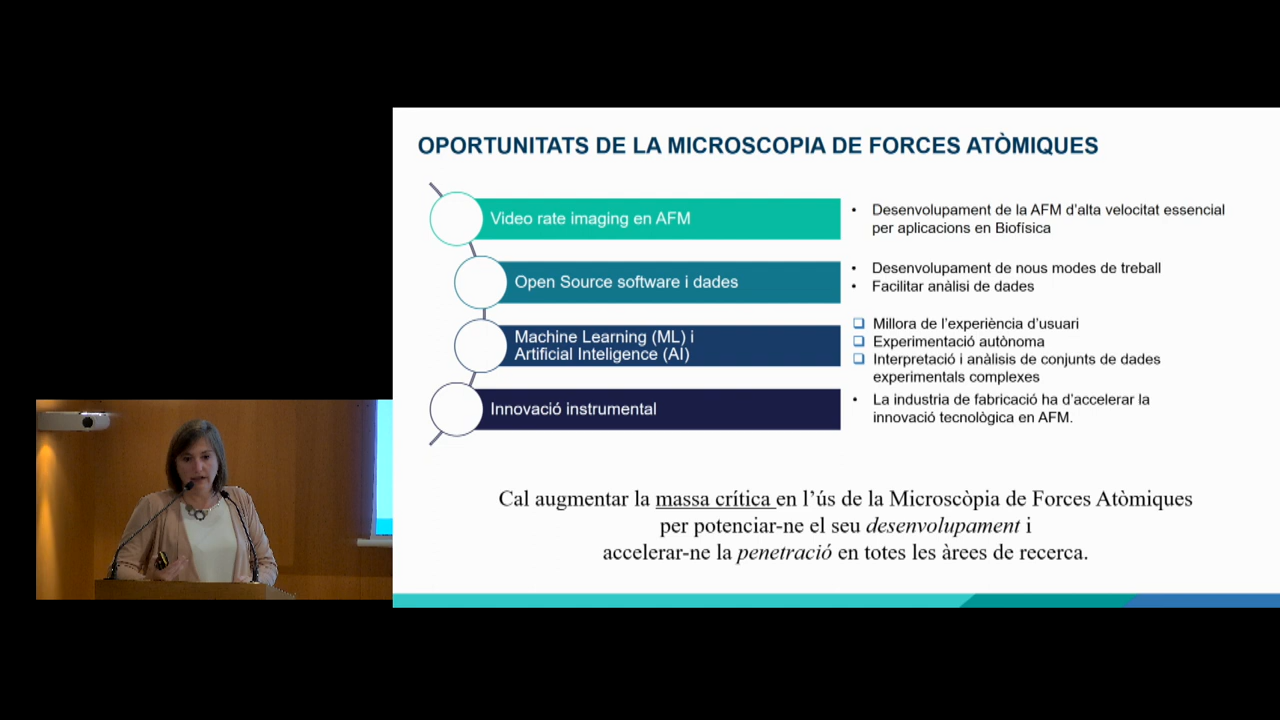 OPORTUNITATS DE LA MICROSCOPIA DE FORCES ATÒMIQUES
Video rate imaging en AFM
• Desenvolupament de la AFM d'alta velocitat essencial
per aplicacions en Biofísica
Open Source software i dades
• Desenvolupament de nous modes de treball
• Facilitar anàlisi de dades
Machine Learning (ML) i
Artificial Inteligence (AI)
❑ Millora de l'experiència d'usuari
❑ Experimentació autònoma
❑ Interpretació i anàlisis de conjunts de dades
experimentals complexes
Innovació instrumental
• La industria de fabricació ha d'accelerar la
innovació tecnològica en AFM.
Cal augmentar la massa crítica en l'ús de la Microscòpia de Forces Atòmiques
per potenciar-ne el seu desenvolupament i
accelerar-ne la penetració en totes les àrees de recerca.